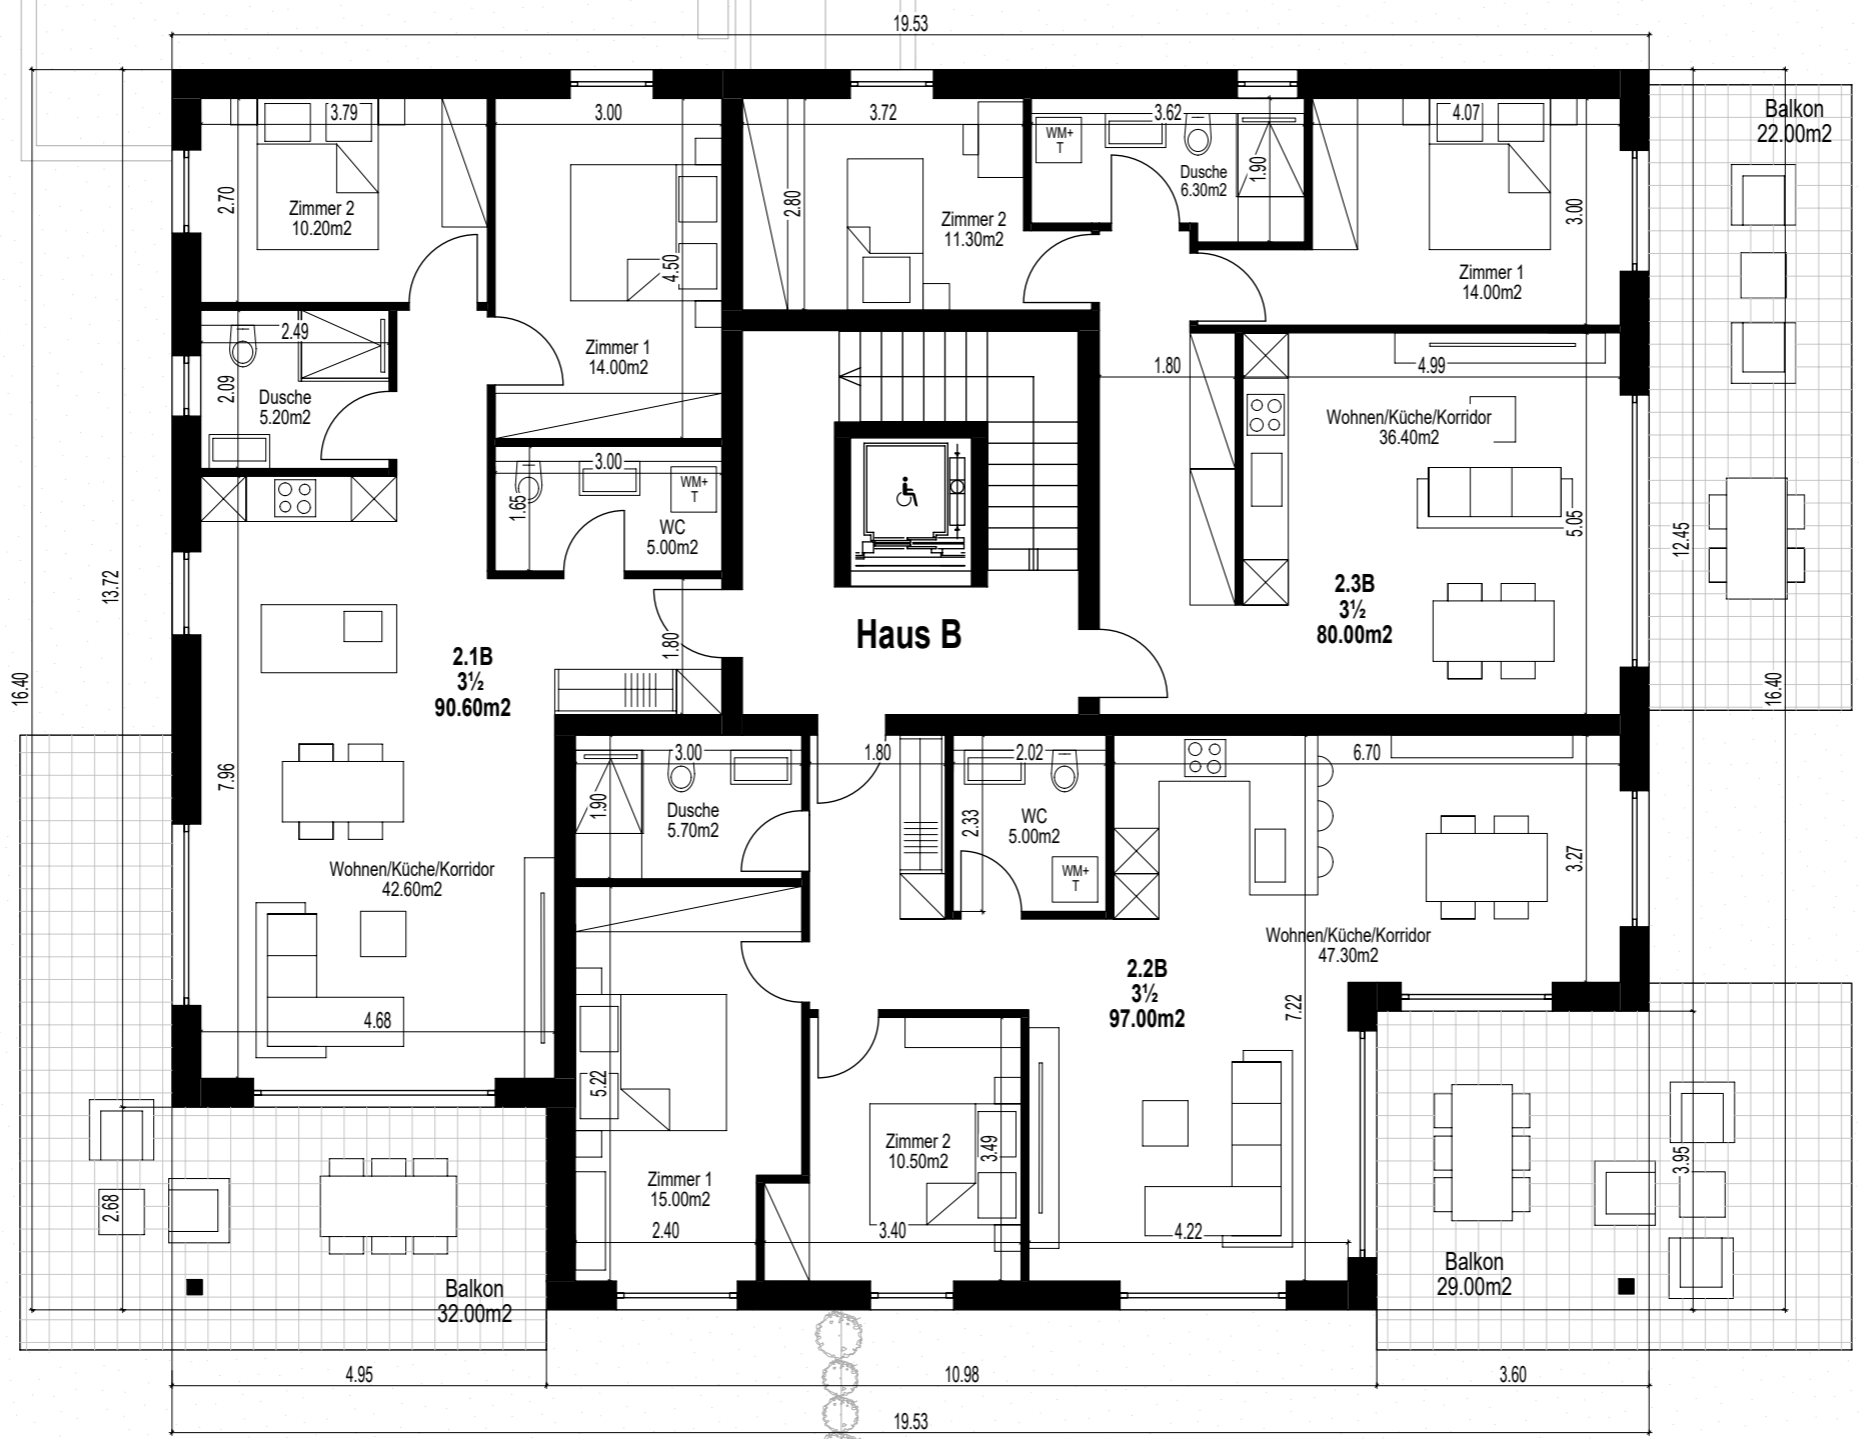 19.53
3.79
3.00
3.72
3.62
4.07
Balkon
22.00m2
WM+
T
Dusche
6.30m2
1.90
2.70
Zimmer 2
10.20m2
2.80
Zimmer 2
11.30m2
3.00
4.50
Zimmer 1
14.00m2
2.49
2.09
Dusche
5.20m2
Zimmer 1
14.00m2
1.80
4.99
Wohnen/Küche/Korridor
36.40m2
3.00
1.65
WM+
T
WC
5.00m2
5.05
12.45
13.72
16.40
2.3B
3½
80.00m2
Haus B
1.80
2.1B
3½
90.60m2
16.40
7.96
3.00
1.80
2.02
6.70
1.90
Dusche
5.70m2
2.33
WC
5.00m2
WM+
T
3.27
Wohnen/Küche/Korridor
42.60m2
Wohnen/Küche/Korridor
47.30m2
2.2B
3½
97.00m2
7.22
4.68
5.22
Zimmer 2
10.50m2
3.49
3.95
Zimmer 1
15.00m2
2.68
2.40
3.40
4.22
Balkon
32.00m2
Balkon
29.00m2
4.95
10.98
3.60
19.53